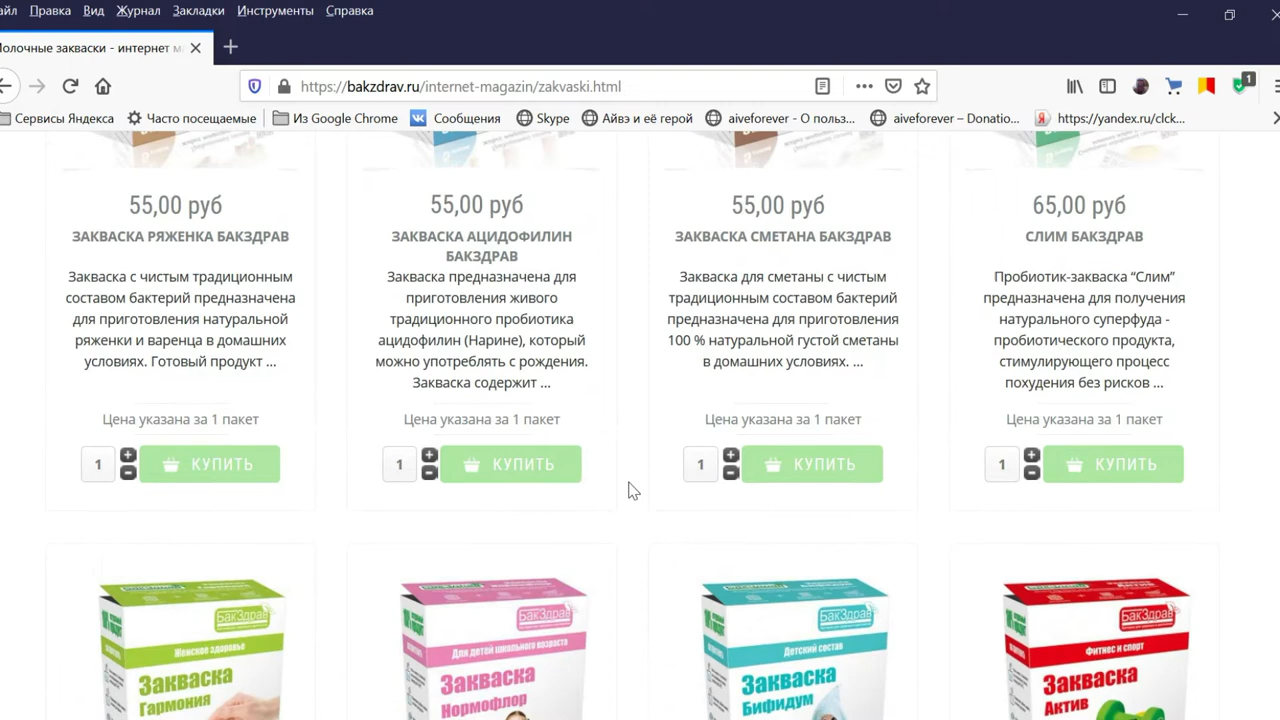 айл Правка Вид Журнал Закладки Инструменты Справка
олочные закваски - интернет м
https://bakzdrav.ru/internet-magazin/zakvaski.html
1
Сервисы Яндекса Часто посещаемые Из Google Chrome Сообщения Skype Айвэ и её герой aiveforever - О польз... aiveforever – Donatio... https://yandex.ru/clck...
55,00 руб
ЗАКВАСКА РЯЖЕНКА БАКЗДРАВ
Закваска с чистым традиционным
составом бактерий предназначена
для приготовления натуральной
ряженки и варенца в домашних
условиях. Готовый продукт ...
Цена указана за 1 пакет
1 КУПИТЬ
55,00 руб
ЗАКВАСКА АЦИДОФИЛИН
БАКЗДРАВ
Закваска предназначена для
приготовления живого
традиционного пробиотика
ацидофилин (Нарине), который
можно употреблять с рождения.
Закваска содержит ...
Цена указана за 1 пакет
1 КУПИТЬ
55,00 руб
ЗАКВАСКА СМЕТАНА БАКЗДРАВ
Закваска для сметаны с чистым
традиционным составом бактерий
предназначена для приготовления
100 % натуральной густой сметаны
в домашних условиях. ...
Цена указана за 1 пакет
1 КУПИТЬ
65,00 руб
СЛИМ БАКЗДРАВ
Пробиотик-закваска “Слим”
предназначена для получения
натурального суперфуда -
пробиотического продукта,
стимулирующего процесс
похудения без рисков ...
Цена указана за 1 пакет
1 КУПИТЬ
БакЗдрав
Женское здоровье
Закваска
Гармония
БакЗдрав
Для детей школьного возраста
Закваска
Нормофлор
БакЗдрав
Детский состав
Закваска
Бифидум
БакЗдрав
Фитнес и спорт
Закваска
Актив